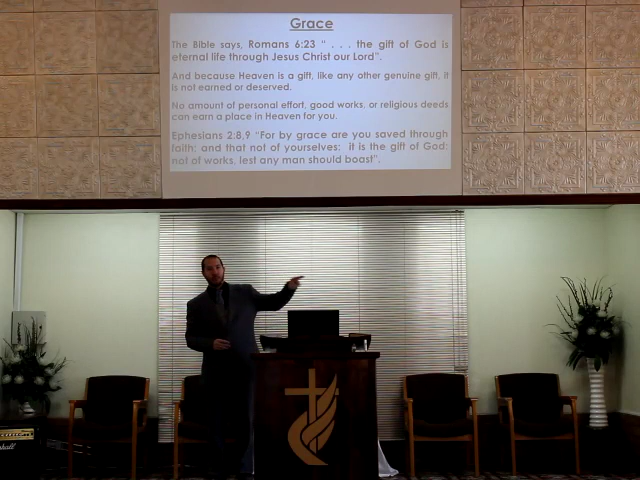 Grace
The Bible says, Romans 6:23 " . . . the gift of God is
eternal life through Jesus Christ our Lord".
And because Heaven is a gift, like any other genuine gift, it
is not earned or deserved.
No amount of personal effort, good works, or religious deeds
can earn a place in Heaven for you.
Ephesians 2:8,9 "For by grace are you saved through
faith; and that not of yourselves: it is the gift of God:
not of works, lest any man should boast".
Marshall